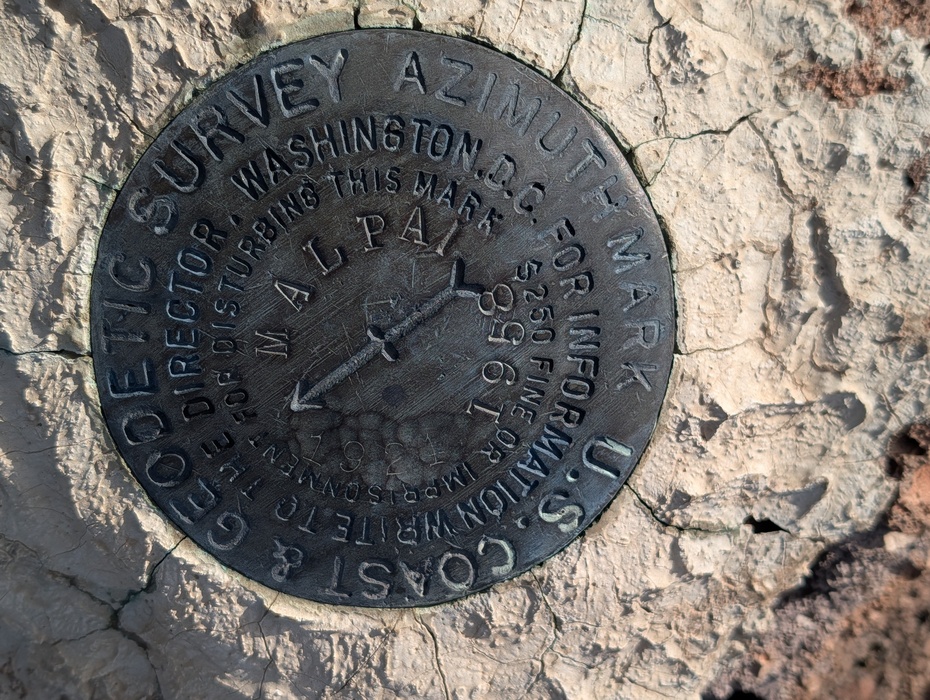 U.S. COAST & GEODETIC SURVEY AZIMUTH MARK
FOR INFORMATION WRITE TO THE DIRECTOR, WASHINGTON, D.C.
$250 FINE OR IMPRISONMENT FOR DISTURBING THIS MARK
MALPAI
1968
1921